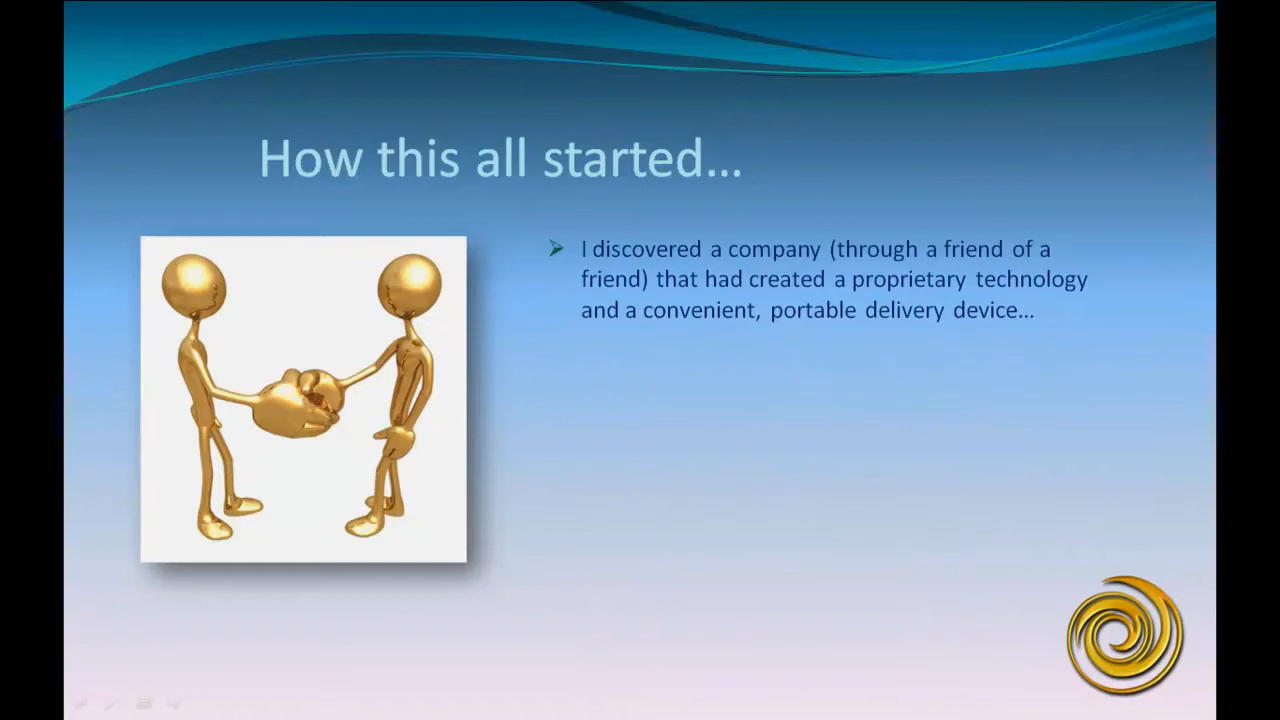 How this all started...
I discovered a company (through a friend of a
friend) that had created a proprietary technology
and a convenient, portable delivery device...